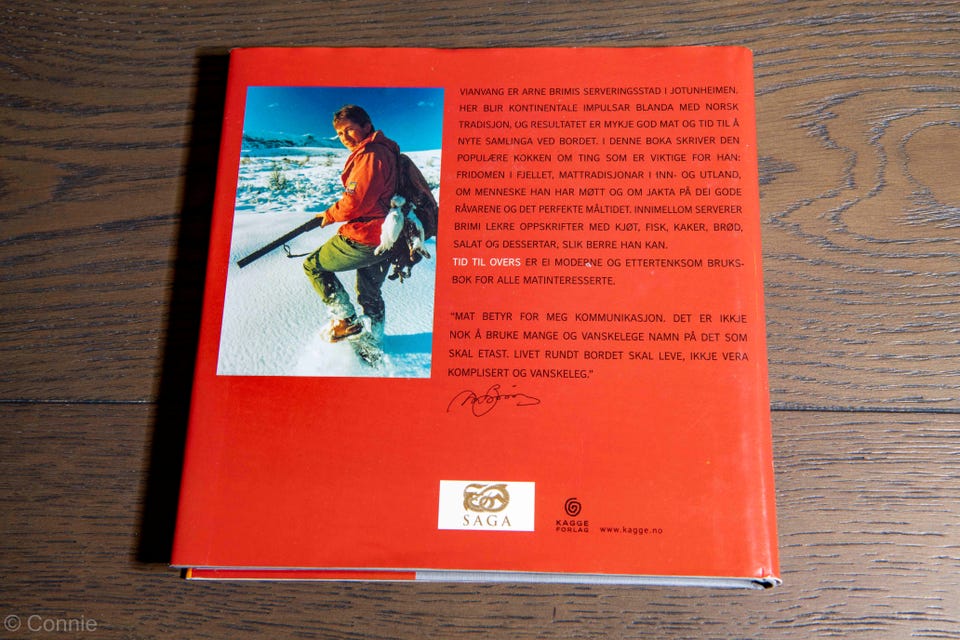 VIANVANG ER ARNE BRIMIS SERVERINGSSTAD I JOTUNHEIMEN.
HER BLIR KONTINENTALE IMPULSAR BLANDA MED NORSK
TRADISJON, OG RESULTATET ER MYKJE GOD MAT OG TID TIL Å
NYTE SAMLINGA VED BORDET. I DENNE BOKA SKRIVER DEN
POPULÆRE KOKKEN OM TING SOM ER VIKTIGE FOR HAN:
FRIDOMEN I FJELLET, MATTRADISJONAR I INN- OG UTLAND,
OM MENNESKE HAN HAR MØTT OG OM JAKTA PÅ DEI GODE
RÅVARENE OG DET PERFEKTE MÅLTIDET. INNIMELLOM SERVERER
BRIMI LEKRE OPPSKRIFTER MED KJØT, FISK, KAKER, BRØD,
SALAT OG DESSERTAR, SLIK BERRE HAN KAN.
TID TIL OVERS ER EI MODERNE OG ETTERTENKSOM BRUKS-
BOK FOR ALLE MATINTERESSERTE.
"MAT BETYR FOR MEG KOMMUNIKASJON. DET ER IKKJE
NOK Å BRUKE MANGE OG VANSKELEGE NAMN PÅ DET SOM
SKAL ETAST. LIVET RUNDT BORDET SKAL LEVE, IKKJE VERA
KOMPLISERT OG VANSKELEG."
SAGA
KAGGE
FORLAG
www.kagge.no
© Connie